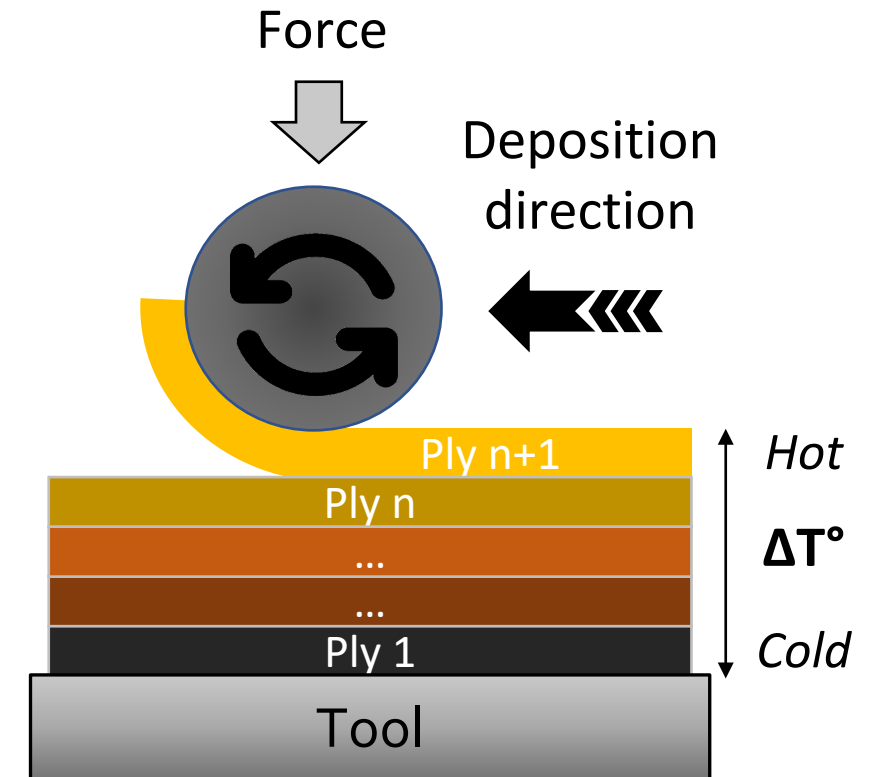 Force
Deposition
direction
Ply n+1
Hot
Ply n
...
ΔT°
...
Ply 1
Cold
Tool